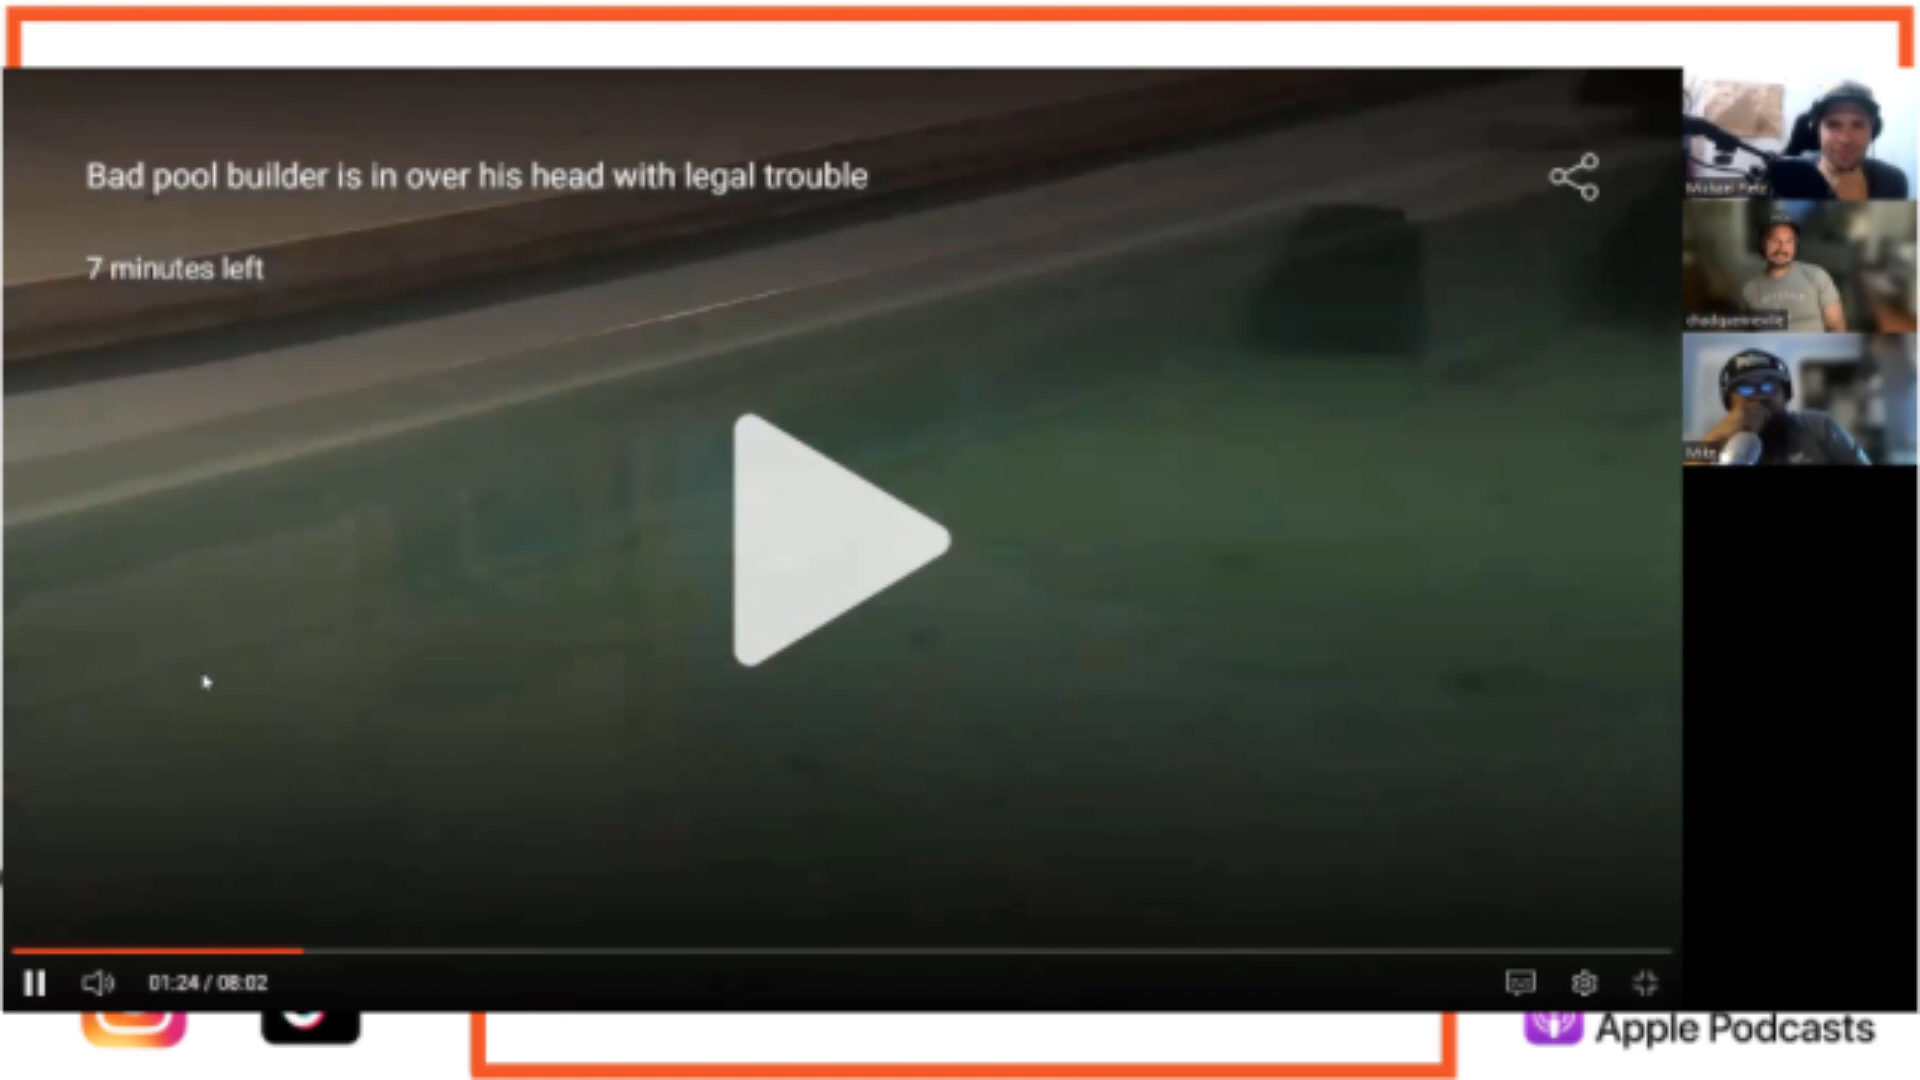 Bad pool builder is in over his head with legal trouble
7 minutes left
Mike
01:24 / 08:02
Apple Podcasts